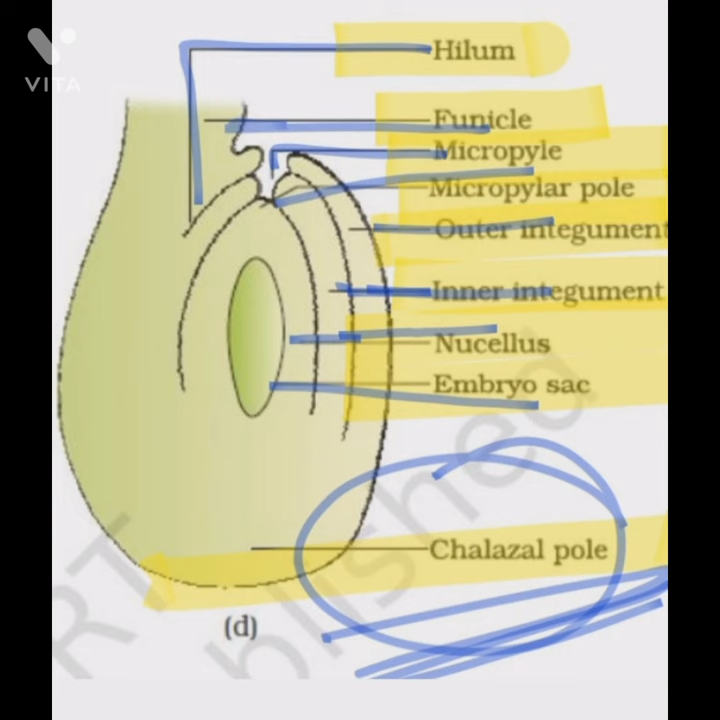 VITA
Hilum
Funicle
Micropyle
Micropylar pole
Outer integument
Inner integument
Nucellus
Embryo sac
Chalazal pole
(d)